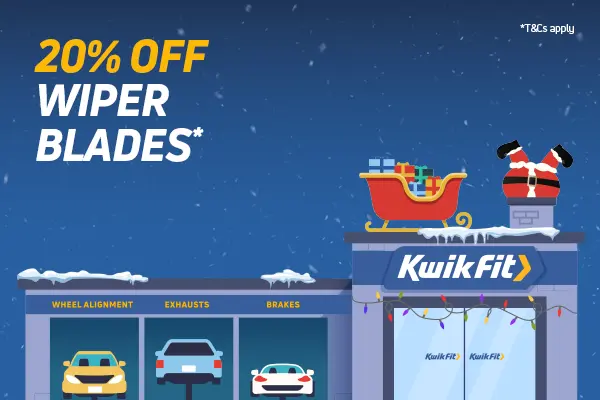 *T&Cs apply
20% OFF
WIPER
BLADES*
KwikFit
WHEEL ALIGNMENT EXHAUSTS BRAKES
KwikFit KwikFit